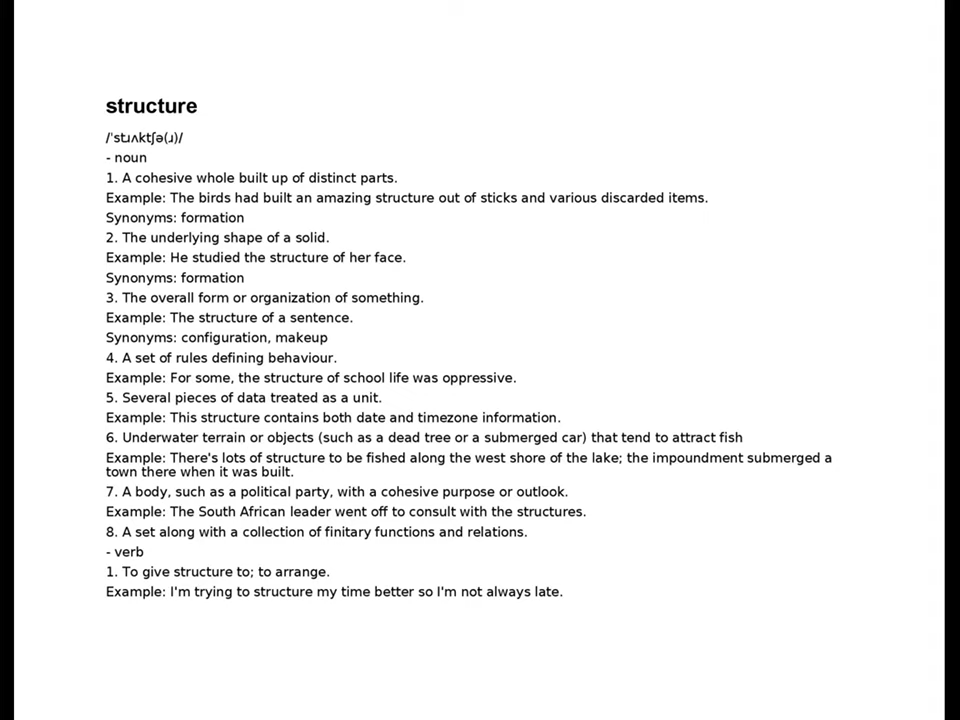 structure
/ˈstɹʌktʃə(ɹ)/
- noun
1. A cohesive whole built up of distinct parts.
Example: The birds had built an amazing structure out of sticks and various discarded items.
Synonyms: formation
2. The underlying shape of a solid.
Example: He studied the structure of her face.
Synonyms: formation
3. The overall form or organization of something.
Example: The structure of a sentence.
Synonyms: configuration, makeup
4. A set of rules defining behaviour.
Example: For some, the structure of school life was oppressive.
5. Several pieces of data treated as a unit.
Example: This structure contains both date and timezone information.
6. Underwater terrain or objects (such as a dead tree or a submerged car) that tend to attract fish
Example: There's lots of structure to be fished along the west shore of the lake; the impoundment submerged a
town there when it was built.
7. A body, such as a political party, with a cohesive purpose or outlook.
Example: The South African leader went off to consult with the structures.
8. A set along with a collection of finitary functions and relations.
- verb
1. To give structure to; to arrange.
Example: I'm trying to structure my time better so I'm not always late.